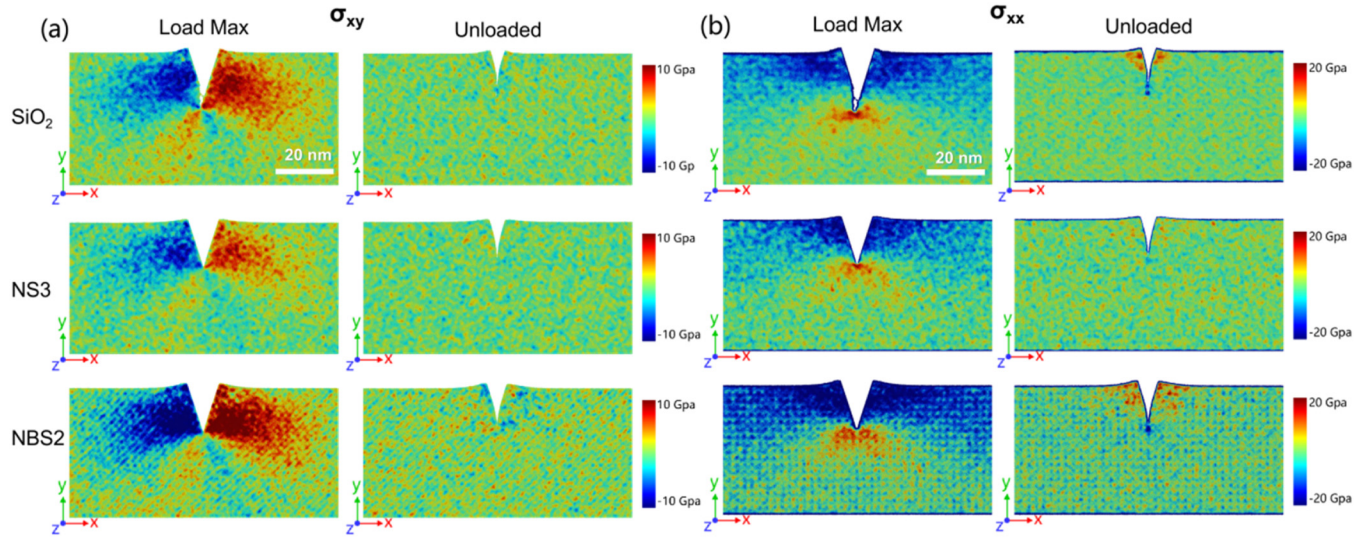 (a) σxy (b) σxx
Load Max Unloaded Load Max Unloaded
SiO2
10 Gpa
-10 Gp
20 nm
y
z x
y
z x
20 Gpa
-20 Gpa
20 nm
y
z x
y
z x
NS3
10 Gpa
-10 Gpa
y
z x
y
z x
20 Gpa
-20 Gpa
y
z x
y
z x
NBS2
10 Gpa
-10 Gpa
y
z x
y
z x
20 Gpa
-20 Gpa
y
z x
y
z x